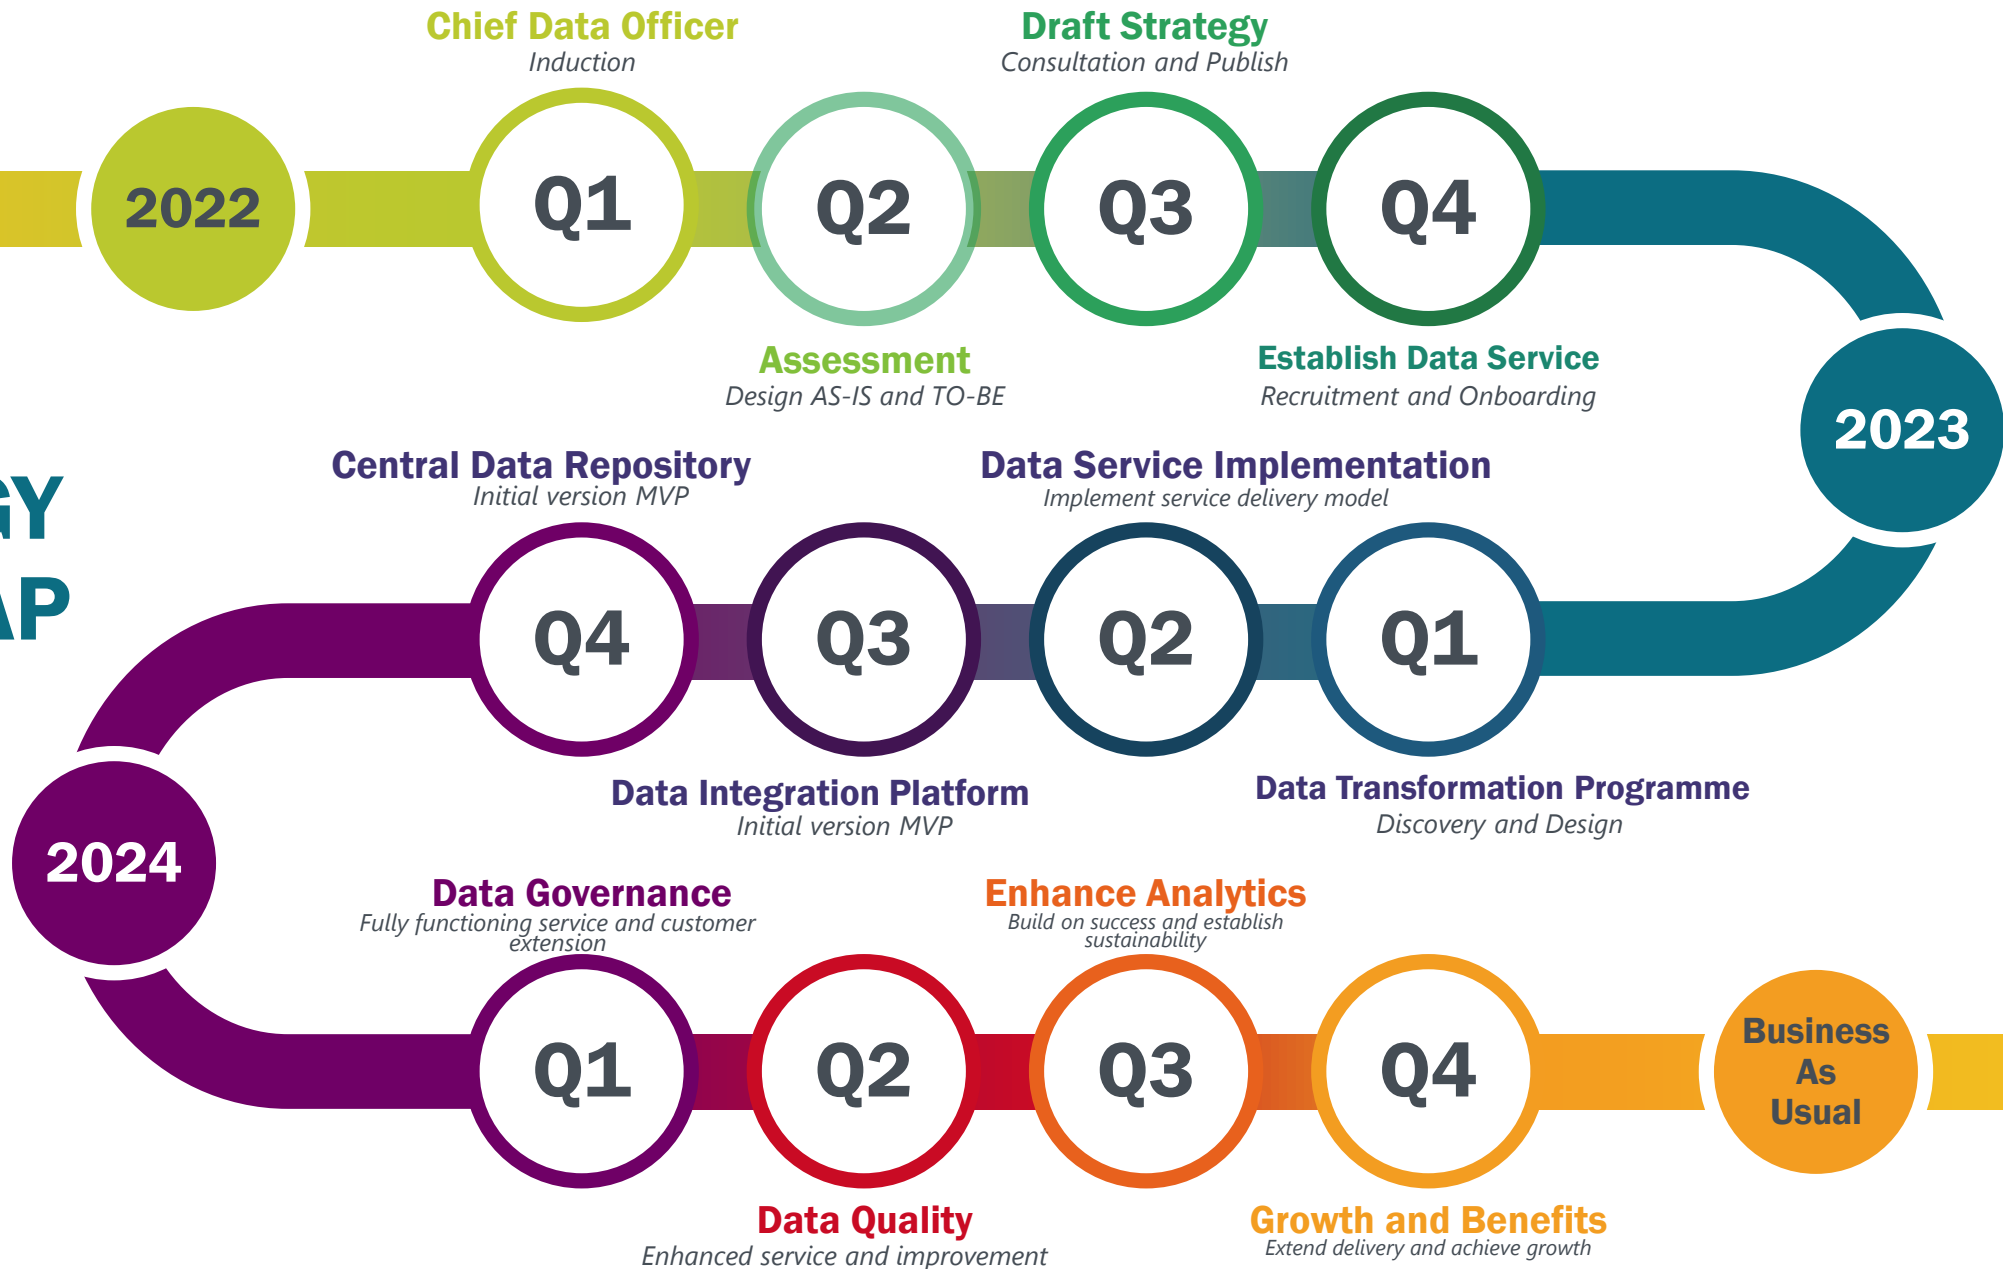 Chief Data Officer
Induction
Draft Strategy
Consultation and Publish
2022
Q1
Q2
Q3
Q4
Assessment
Design AS-IS and TO-BE
Establish Data Service
Recruitment and Onboarding
2023
GY
AP
Central Data Repository
Initial version MVP
Data Service Implementation
Implement service delivery model
Q4
Q3
Q2
Q1
Data Integration Platform
Initial version MVP
Data Transformation Programme
Discovery and Design
2024
Data Governance
Fully functioning service and customer
extension
Enhance Analytics
Build on success and establish
sustainability
Q1
Q2
Q3
Q4
Business
As
Usual
Data Quality
Enhanced service and improvement
Growth and Benefits
Extend delivery and achieve growth